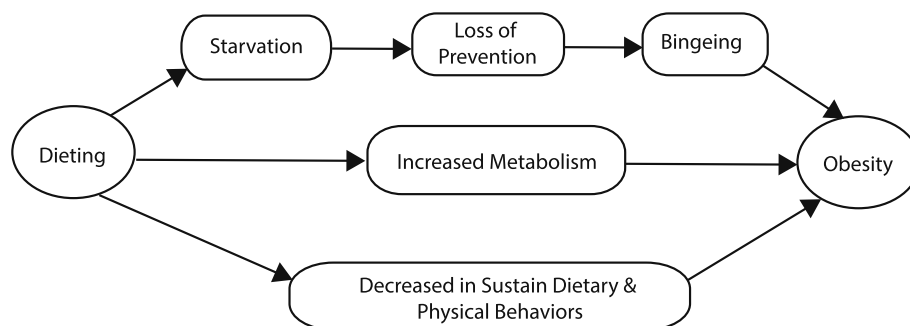 Starvation
Loss of
Prevention
Bingeing
Dieting
Increased Metabolism
Obesity
Decreased in Sustain Dietary &
Physical Behaviors